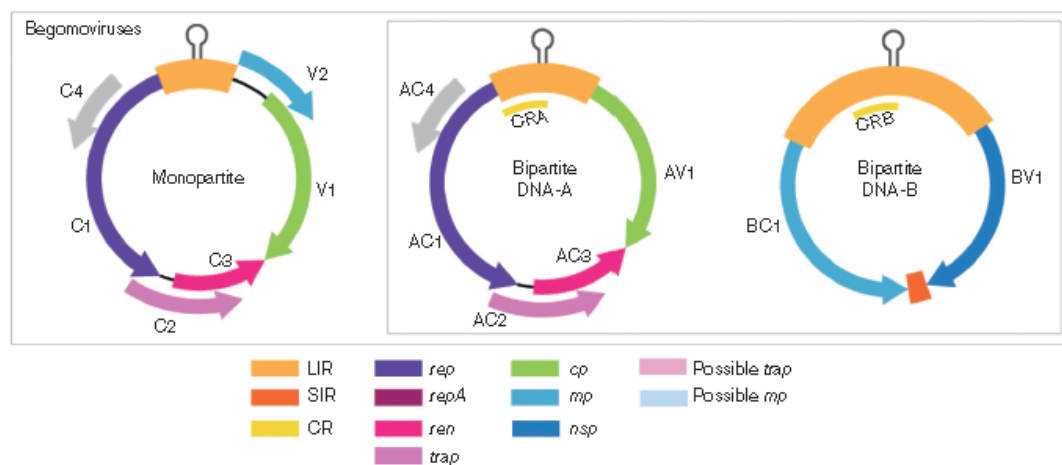 Begomoviruses
V2
C4
Monopartite
V1
C1
C3
C2
AC4
CRA
Bipartite
DNA-A
AV1
AC1
AC3
AC2
CRB
Bipartite
DNA-B
BV1
BC1
LIR
rep
cp
Possible trap
SIR
repA
mp
Possible mp
CR
ren
nsp
trap